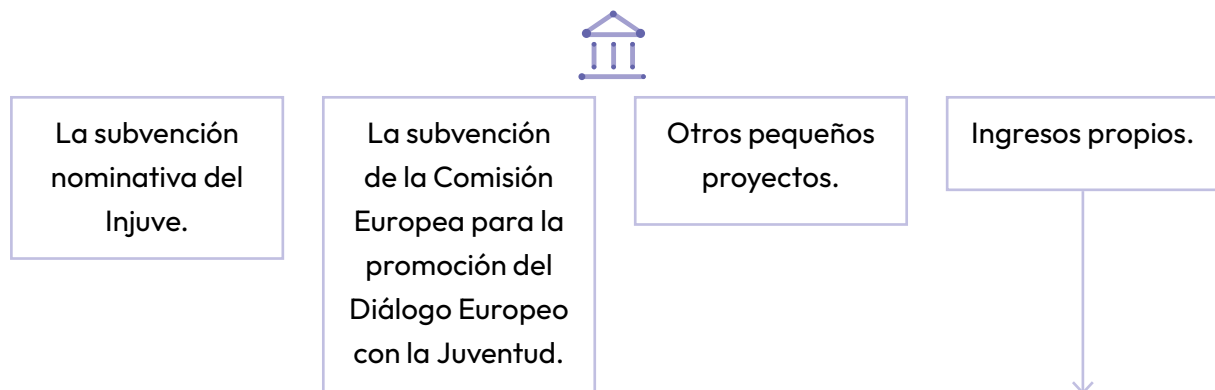 La subvención
nominativa del
Injuve.
La subvención
de la Comisión
Europea para la
promoción del
Diálogo Europeo
con la Juventud.
Otros pequeños
proyectos.
Ingresos propios.